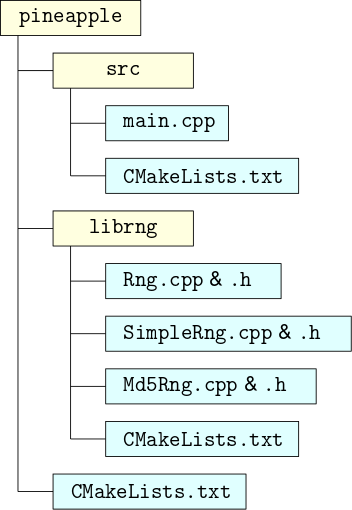 pineapple
src
main.cpp
CMakeLists.txt
librng
Rng.cpp & .h
SimpleRng.cpp & .h
Md5Rng.cpp & .h
CMakeLists.txt
CMakeLists.txt